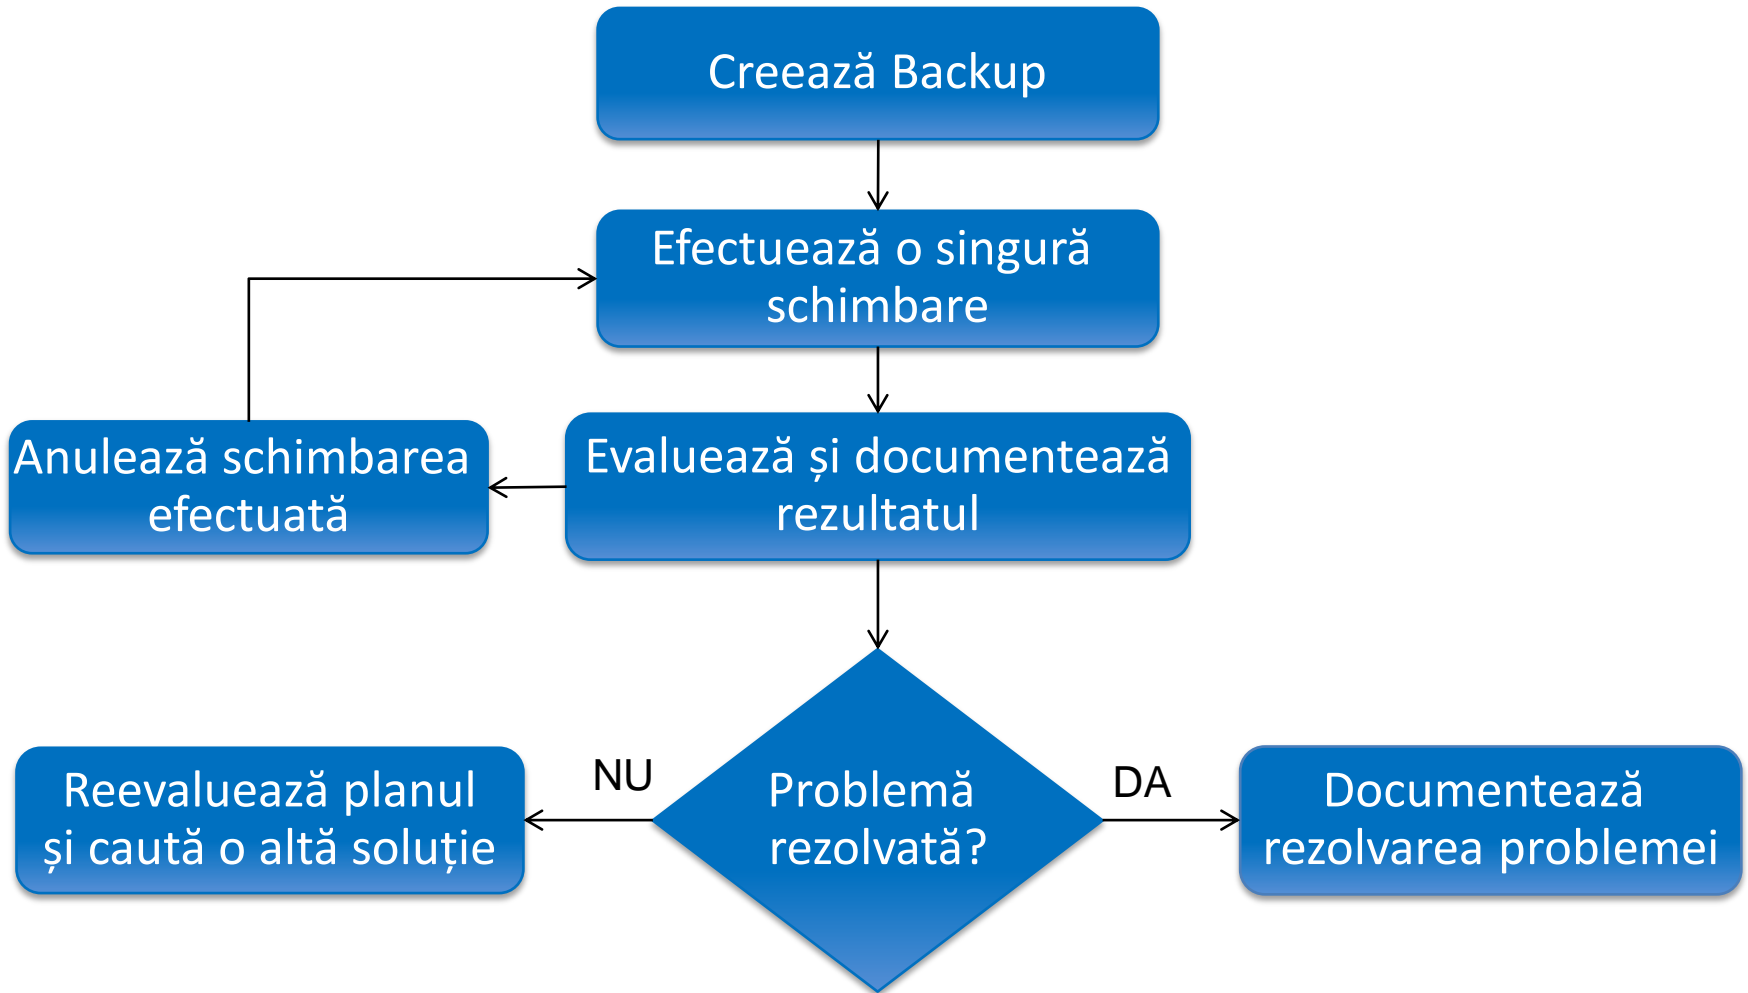 Creează Backup
Efectuează o singură
schimbare
Anulează schimbarea
efectuată
Evaluează și documentează
rezultatul
NU
DA
Reevaluează planul
și caută o altă soluție
Problemă
rezolvată?
Documentează
rezolvarea problemei